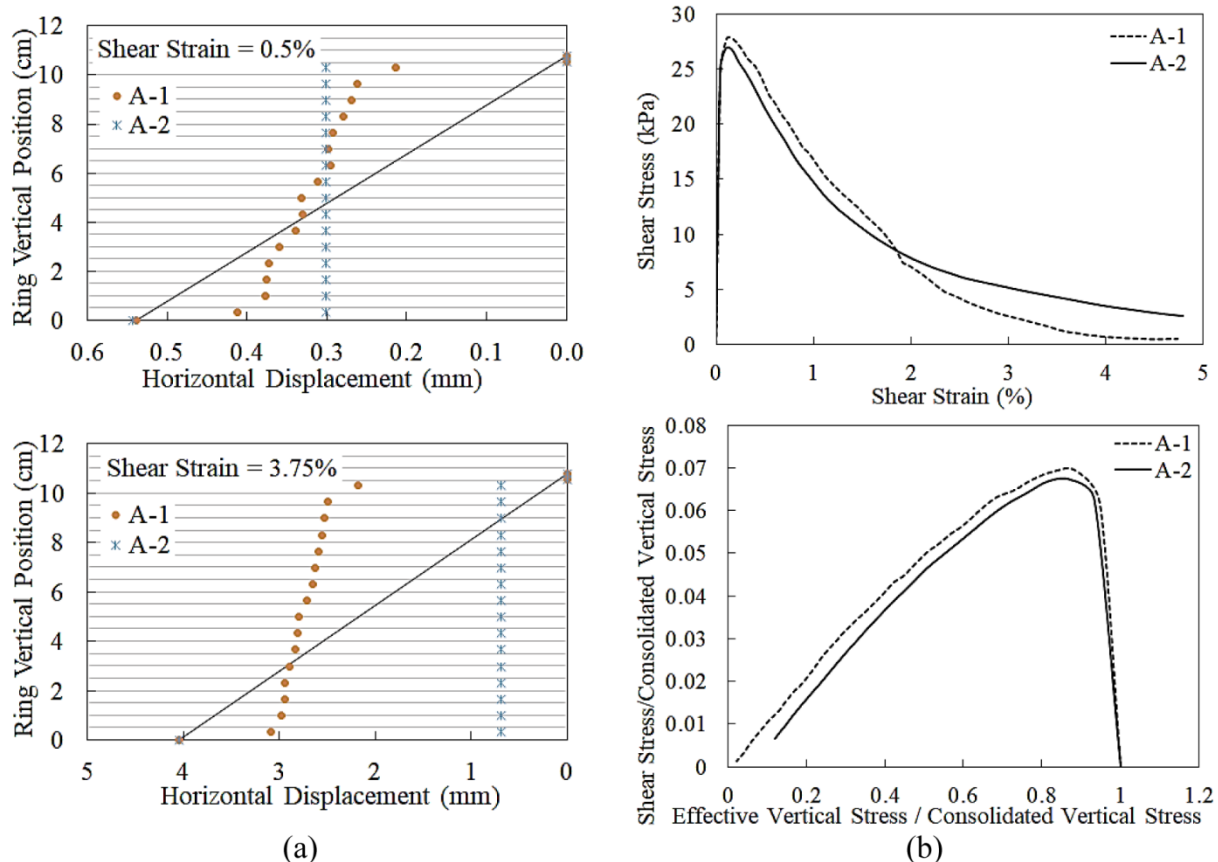 12
10
8
6
4
2
0
Ring Vertical Position (cm)
Shear Strain = 0.5%
A-1
A-2
0.6 0.5 0.4 0.3 0.2 0.1 0.0
Horizontal Displacement (mm)
12
10
8
6
4
2
0
Ring Vertical Position (cm)
Shear Strain = 3.75%
A-1
A-2
5 4 3 2 1 0
Horizontal Displacement (mm)
(a)
30
25
20
15
10
5
0
Shear Stress (kPa)
A-1
A-2
0 1 2 3 4 5
Shear Strain (%)
0.08
0.07
0.06
0.05
0.04
0.03
0.02
0.01
0
Shear Stress/Consolidated Vertical Stress
A-1
A-2
0 0.2 0.4 0.6 0.8 1 1.2
Effective Vertical Stress / Consolidated Vertical Stress
(b)